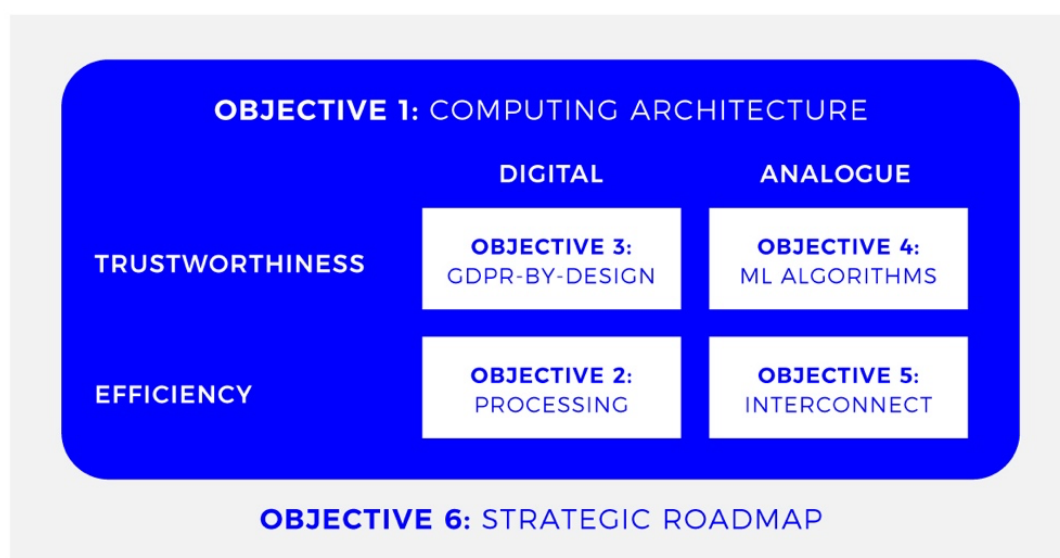 OBJECTIVE 1: COMPUTING ARCHITECTURE
DIGITAL ANALOGUE
TRUSTWORTHINESS
OBJECTIVE 3:
GDPR-BY-DESIGN
OBJECTIVE 4:
ML ALGORITHMS
EFFICIENCY
OBJECTIVE 2:
PROCESSING
OBJECTIVE 5:
INTERCONNECT
OBJECTIVE 6: STRATEGIC ROADMAP